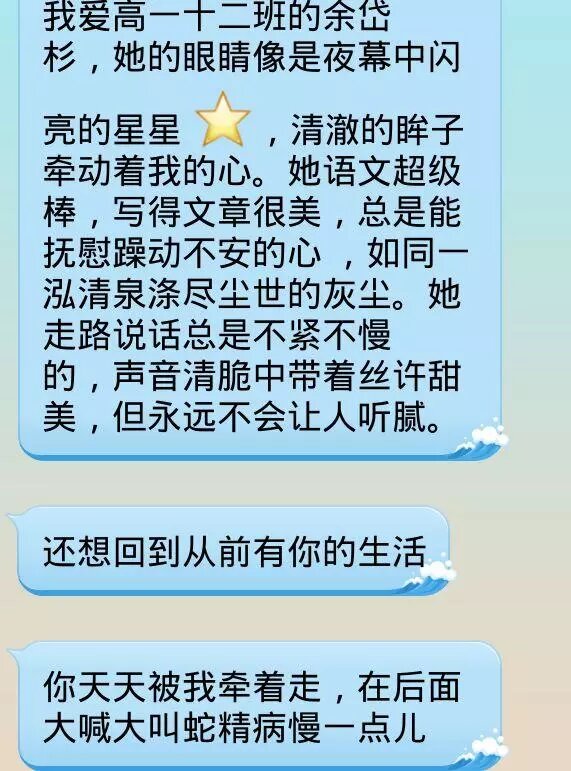 我爱高一十二班的余岱
杉，她的眼睛像是夜幕中闪
亮的星星⭐，清澈的眸子
牵动着我的心。她语文超级
棒，写得文章很美，总是能
抚慰躁动不安的心 ，如同一
泓清泉涤尽尘世的灰尘。她
走路说话总是不紧不慢
的，声音清脆中带着丝许甜
美，但永远不会让人听腻。
还想回到从前有你的生活
你天天被我牵着走，在后面
大喊大叫蛇精病慢一点儿